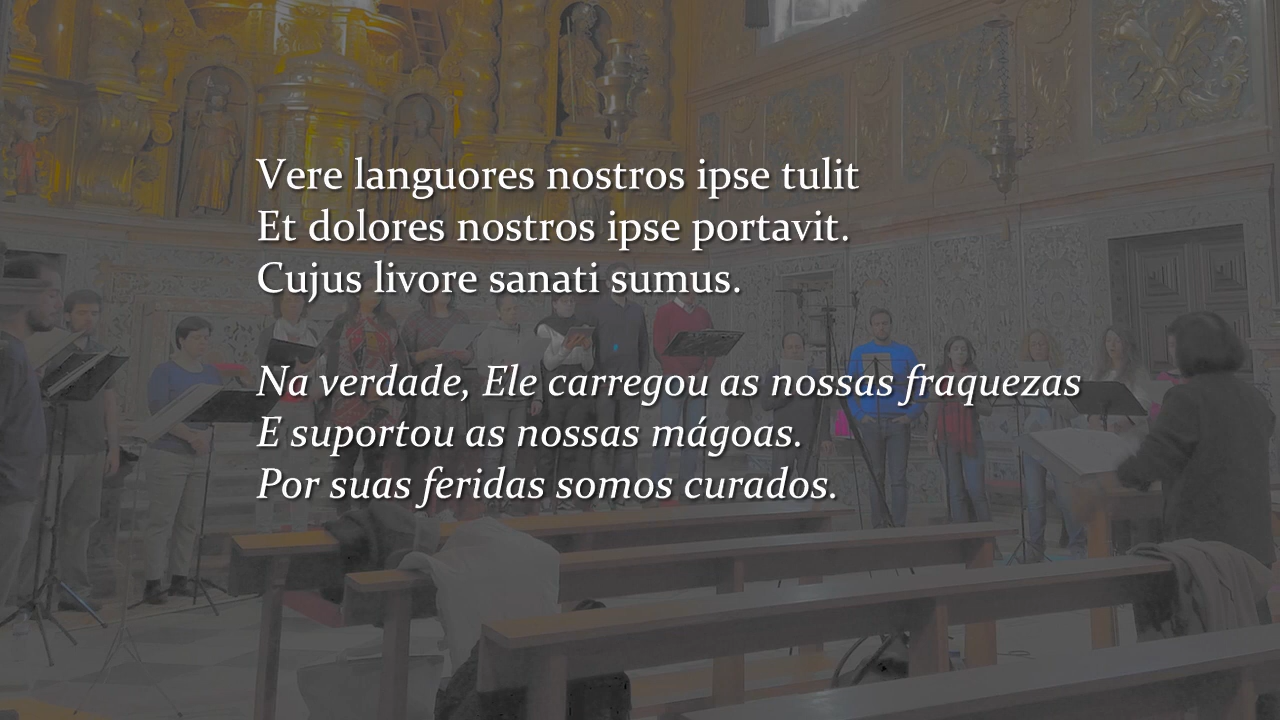 Vere languores nostros ipse tulit
Et dolores nostros ipse portavit.
Cujus livore sanati sumus.
Na verdade, Ele carregou as nossas fraquezas
E suportou as nossas mágoas.
Por suas feridas somos curados.